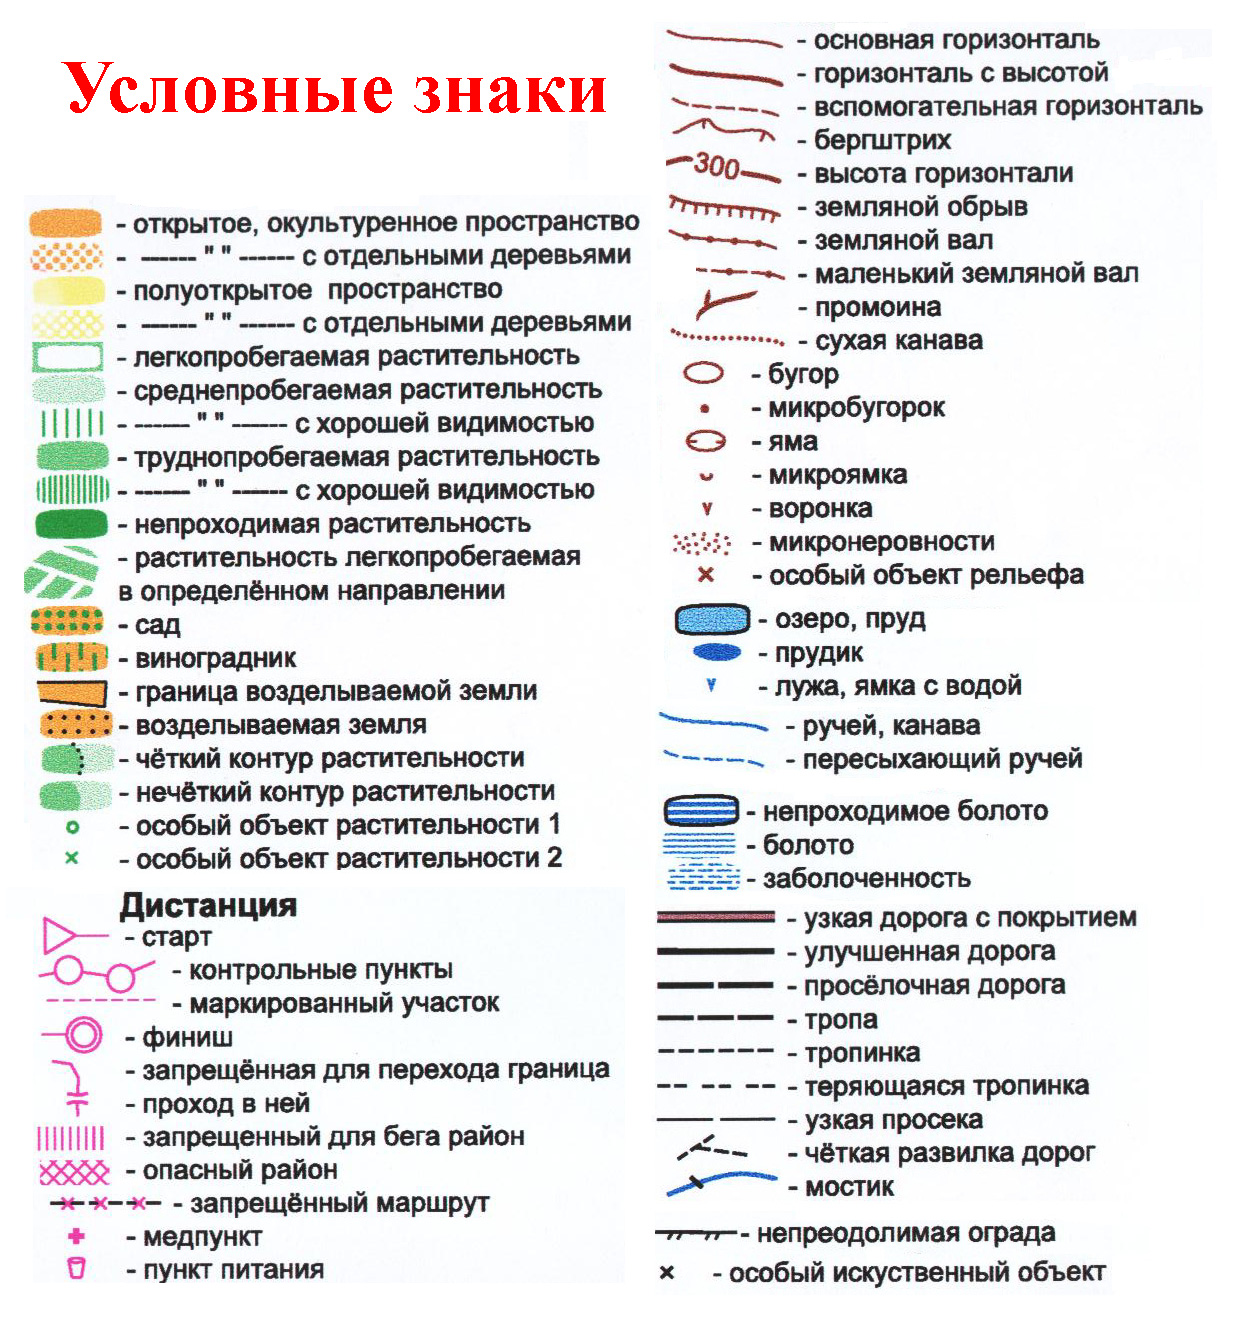 Условные знаки
- открытое, окультуренное пространство
- ------ " " ------ с отдельными деревьями
- полуоткрытое пространство
- ------ " " ------ с отдельными деревьями
- легкопробегаемая растительность
- среднепробегаемая растительность
- ------ " " ------ с хорошей видимостью
- труднопробегаемая растительность
- ------ " " ------ с хорошей видимостью
- непроходимая растительность
- растительность легкопробегаемая
в определённом направлении
- сад
- виноградник
- граница возделываемой земли
- возделываемая земля
- чёткий контур растительности
- нечёткий контур растительности
- особый объект растительности 1
- особый объект растительности 2
Дистанция
- старт
- контрольные пункты
- маркированный участок
- финиш
- запрещённая для перехода граница
- проход в ней
- запрещенный для бега район
- опасный район
- запрещённый маршрут
- медпункт
- пункт питания
- основная горизонталь
- горизонталь с высотой
- вспомогательная горизонталь
- бергштрих
300 - высота горизонтали
- земляной обрыв
- земляной вал
- маленький земляной вал
- промоина
- сухая канава
- бугор
- микробугорок
- яма
- микроямка
- воронка
- микронеровности
- особый объект рельефа
- озеро, пруд
- прудик
- лужа, ямка с водой
- ручей, канава
- пересыхающий ручей
- непроходимое болото
- болото
- заболоченность
- узкая дорога с покрытием
- улучшенная дорога
- просёлочная дорога
- тропа
- тропинка
- теряющаяся тропинка
- узкая просека
- чёткая развилка дорог
- мостик
- непреодолимая ограда
- особый искуственный объект